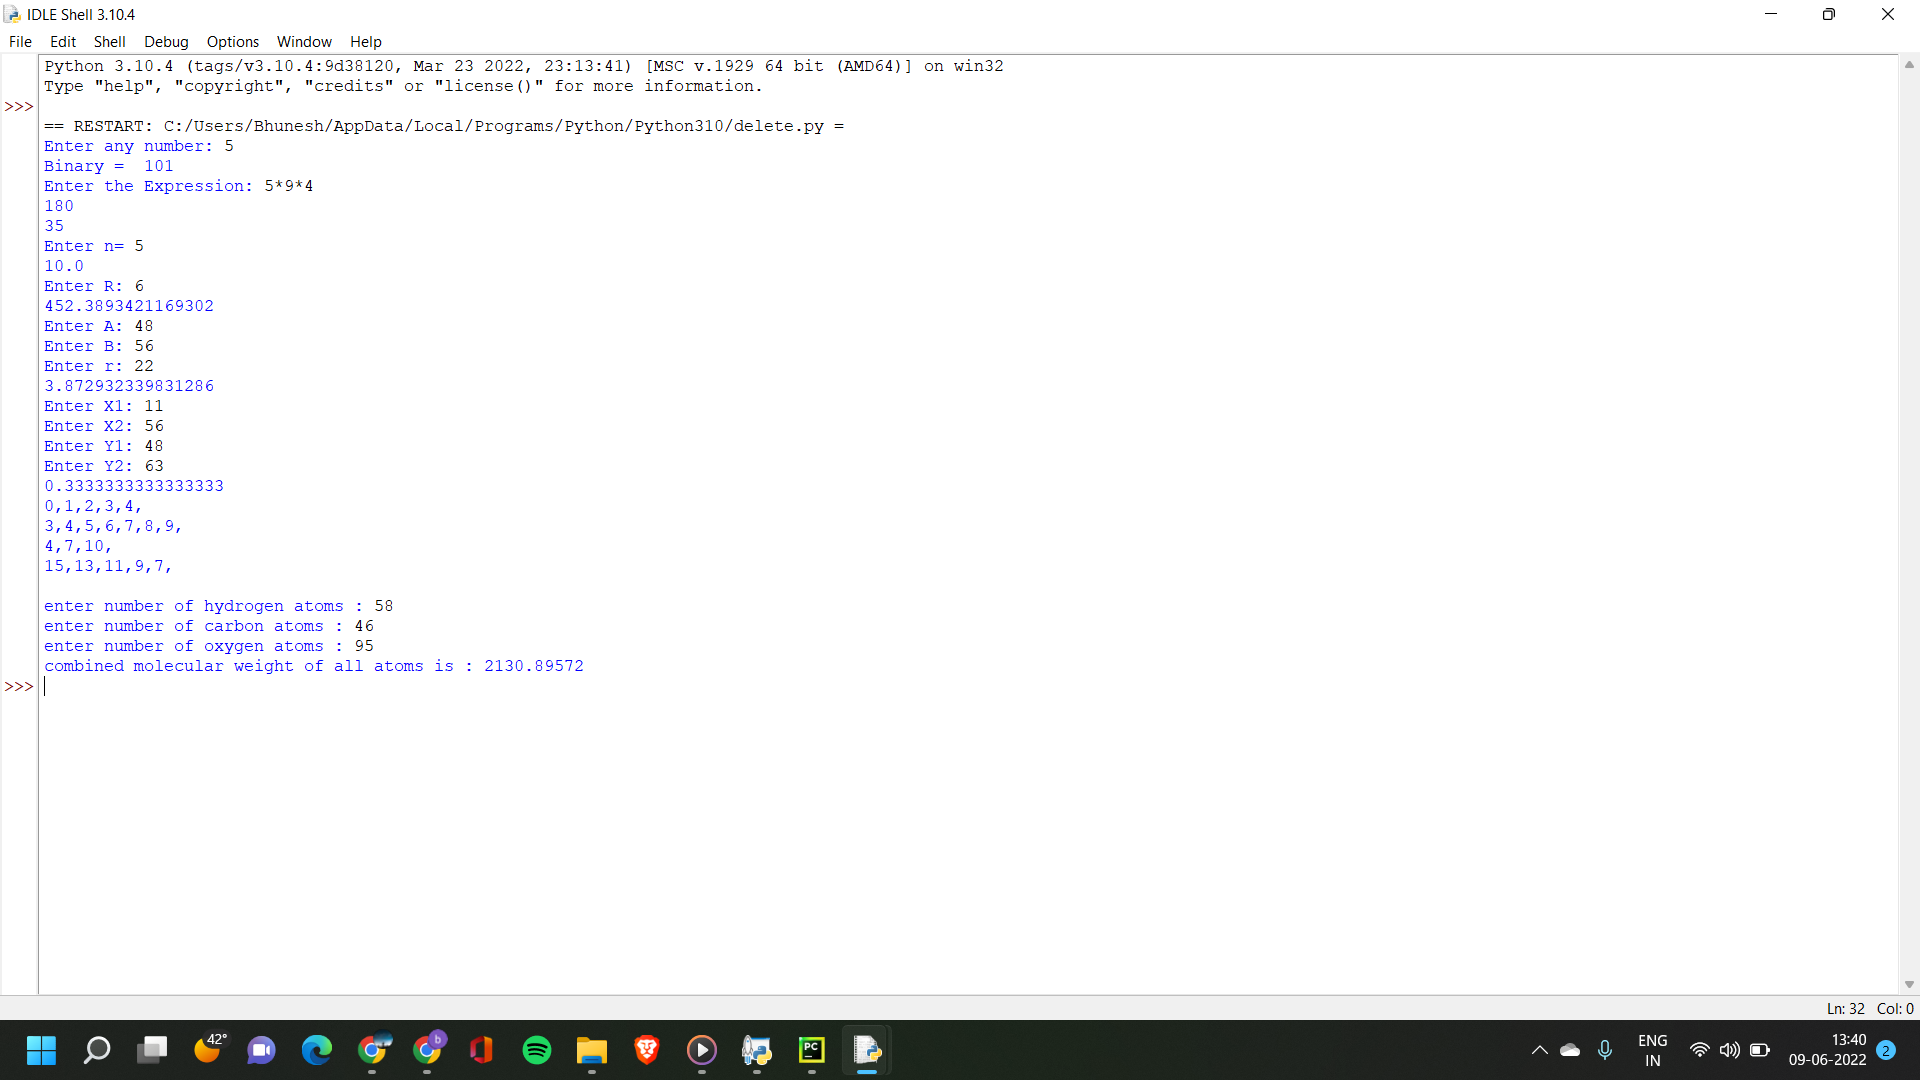 IDLE Shell 3.10.4
File Edit Shell Debug Options Window Help
Python 3.10.4 (tags/v3.10.4:9d38120, Mar 23 2022, 23:13:41) [MSC v.1929 64 bit (AMD64)] on win32
Type "help", "copyright", "credits" or "license()" for more information.
>>>
== RESTART: C:/Users/Bhunesh/AppData/Local/Programs/Python/Python310/delete.py =
Enter any number: 5
Binary =  101
Enter the Expression: 5*9*4
180
35
Enter n= 5
10.0
Enter R: 6
452.3893421169302
Enter A: 48
Enter B: 56
Enter r: 22
3.872932339831286
Enter X1: 11
Enter X2: 56
Enter Y1: 48
Enter Y2: 63
0.3333333333333333
0,1,2,3,4,
3,4,5,6,7,8,9,
4,7,10,
15,13,11,9,7,
enter number of hydrogen atoms : 58
enter number of carbon atoms : 46
enter number of oxygen atoms : 95
combined molecular weight of all atoms is : 2130.89572
>>>
Ln: 32 Col: 0
42°
b
PC
ENG
IN
13:40
09-06-2022
2